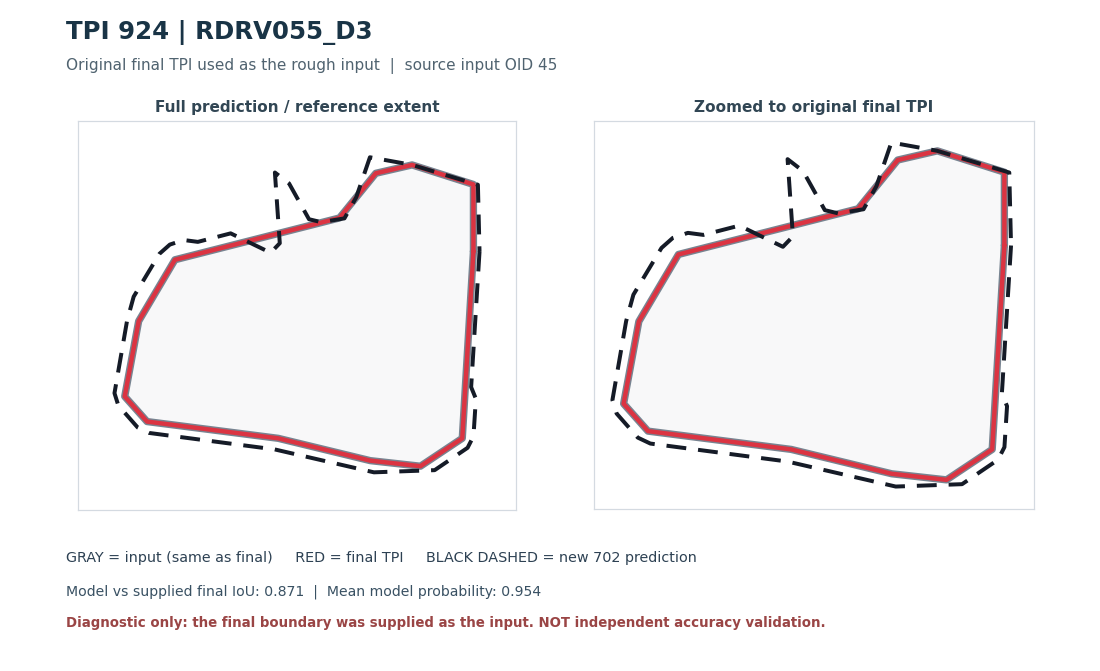 TPI 924 | RDRV055_D3
Original final TPI used as the rough input | source input OID 45
Full prediction / reference extent
Zoomed to original final TPI
GRAY = input (same as final) RED = final TPI BLACK DASHED = new 702 prediction
Model vs supplied final IoU: 0.871 | Mean model probability: 0.954
Diagnostic only: the final boundary was supplied as the input. NOT independent accuracy validation.